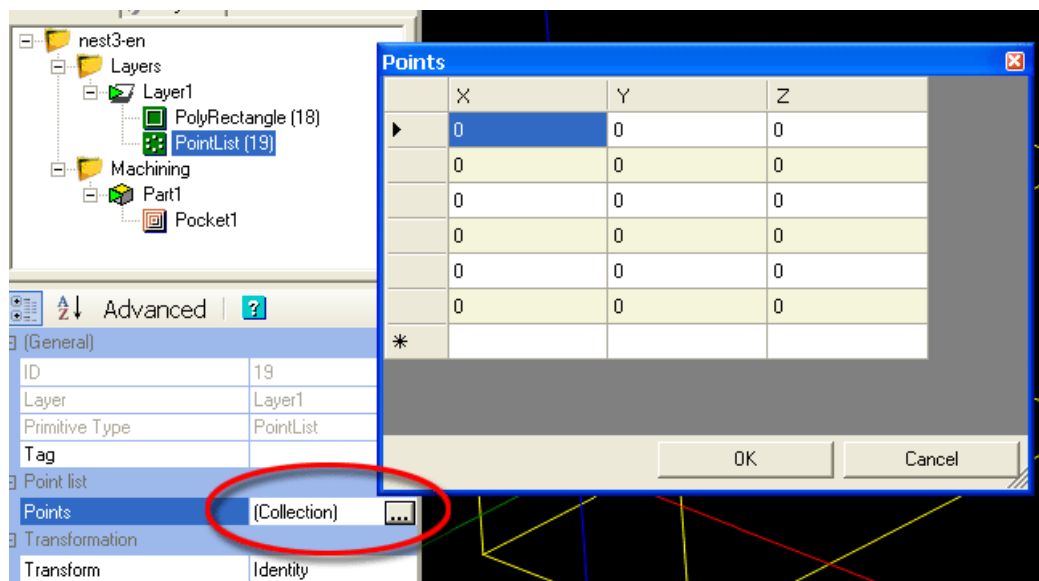 nest3-en
Layers
Layer1
PolyRectangle (18)
PointList (19)
Machining
Part1
Pocket1
Points
X Y Z
0 0 0
0 0 0
0 0 0
0 0 0
0 0 0
0 0 0
OK Cancel
Advanced
(General)
ID 19
Layer Layer1
Primitive Type PointList
Tag
Point list
Points (Collection) ...
Transformation
Transform Identity